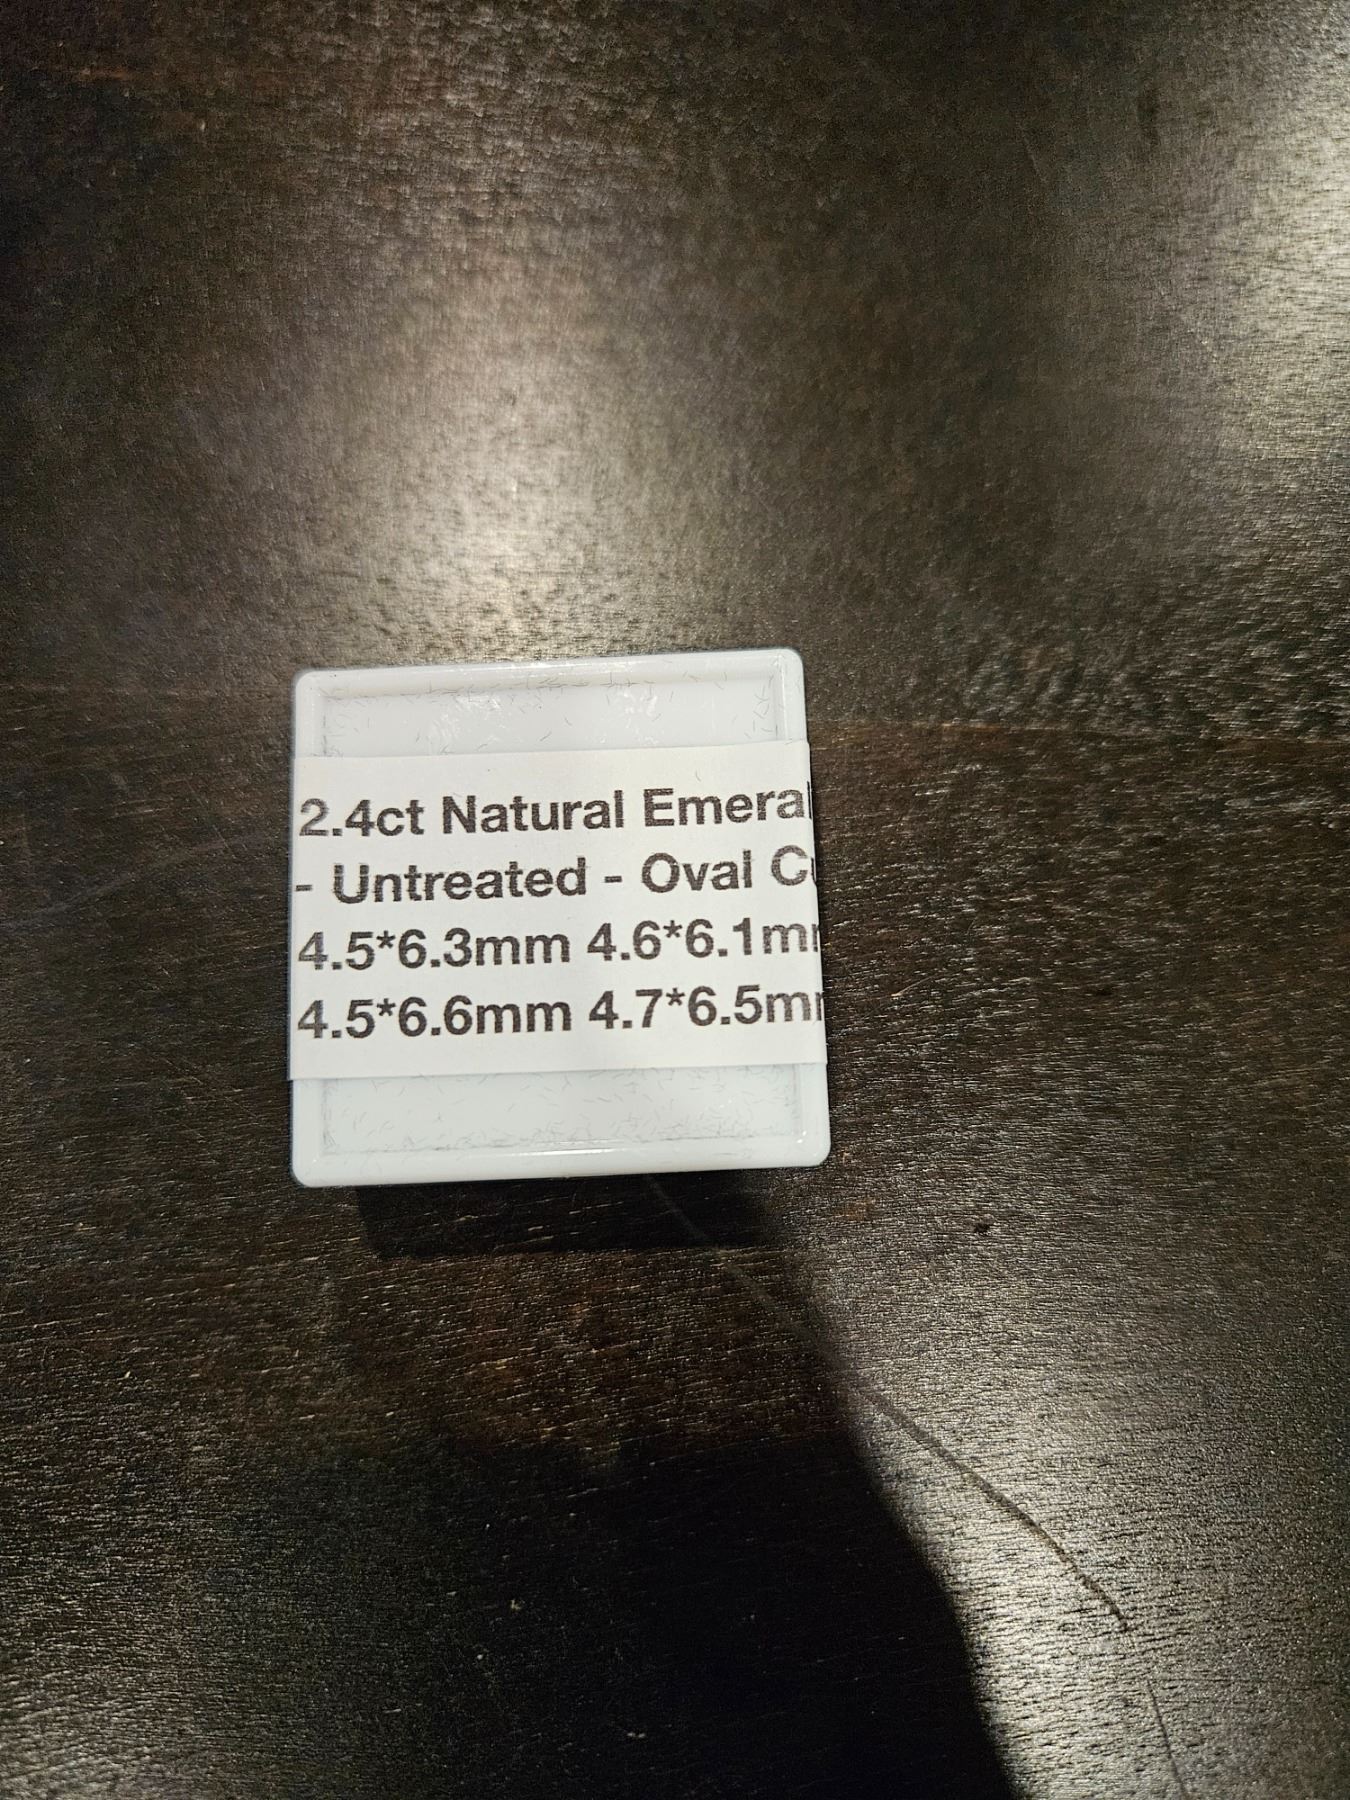 2.4ct Natural Emera
- Untreated - Oval C
4.5*6.3mm 4.6*6.1m
4.5*6.6mm 4.7*6.5m